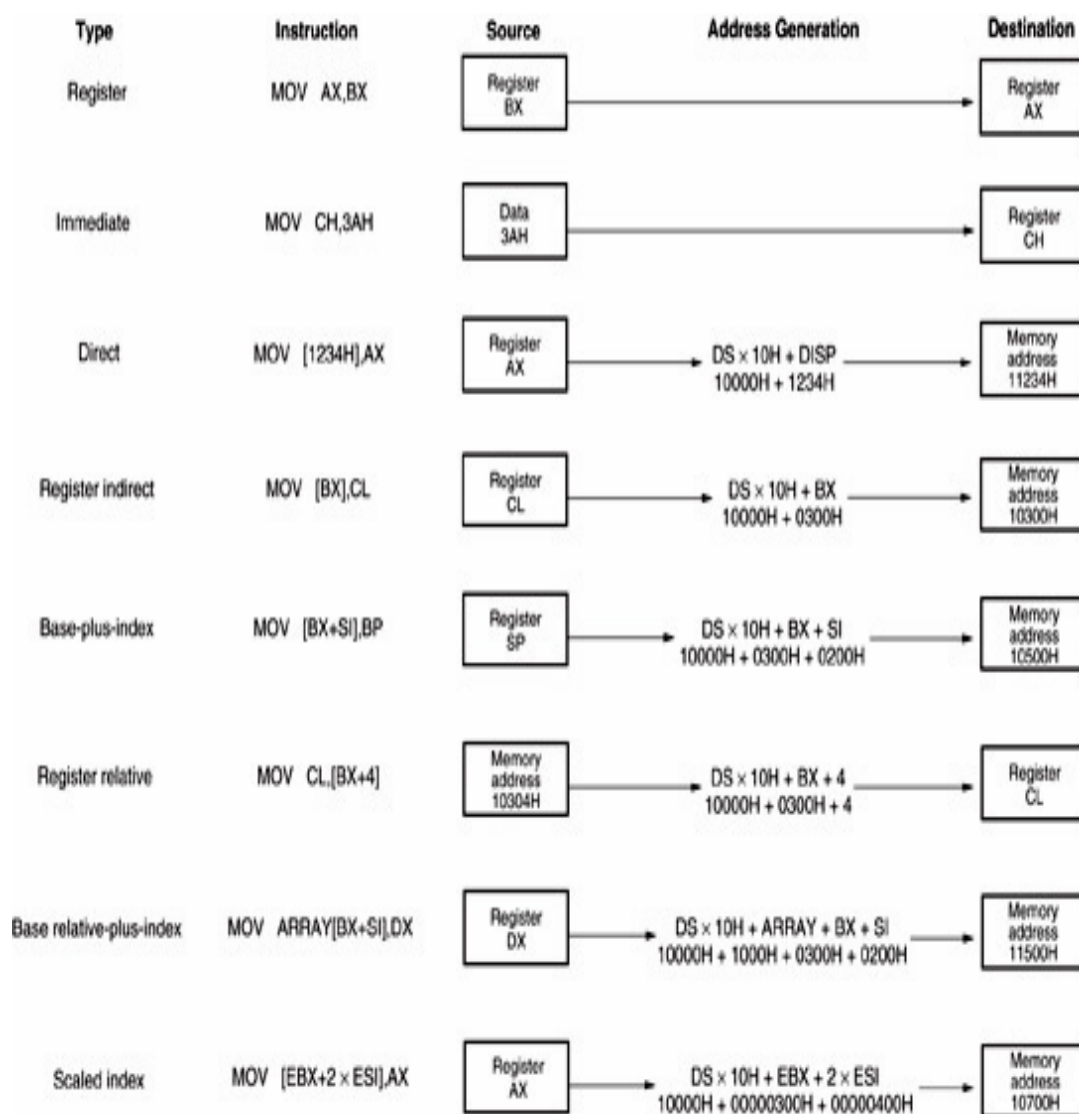 Type Instruction Source Address Generation Destination
Register MOV AX,BX Register BX Register AX
Immediate MOV CH,3AH Data 3AH Register CH
Direct MOV [1234H],AX Register AX DS × 10H + DISP Memory address 11234H
10000H + 1234H
Register indirect MOV [BX],CL Register CL DS × 10H + BX Memory address 10300H
10000H + 0300H
Base-plus-index MOV [BX+SI],BP Register SP DS × 10H + BX + SI Memory address 10500H
10000H + 0300H + 0200H
Register relative MOV CL,[BX+4] Memory address 10304H DS × 10H + BX + 4 Register CL
10000H + 0300H + 4
Base relative-plus-index MOV ARRAY[BX+SI],DX Register DX DS × 10H + ARRAY + BX + SI Memory address 11500H
10000H + 1000H + 0300H + 0200H
Scaled index MOV [EBX+2 × ESI],AX Register AX DS × 10H + EBX + 2 × ESI Memory address 10700H
10000H + 00000300H + 00000400H